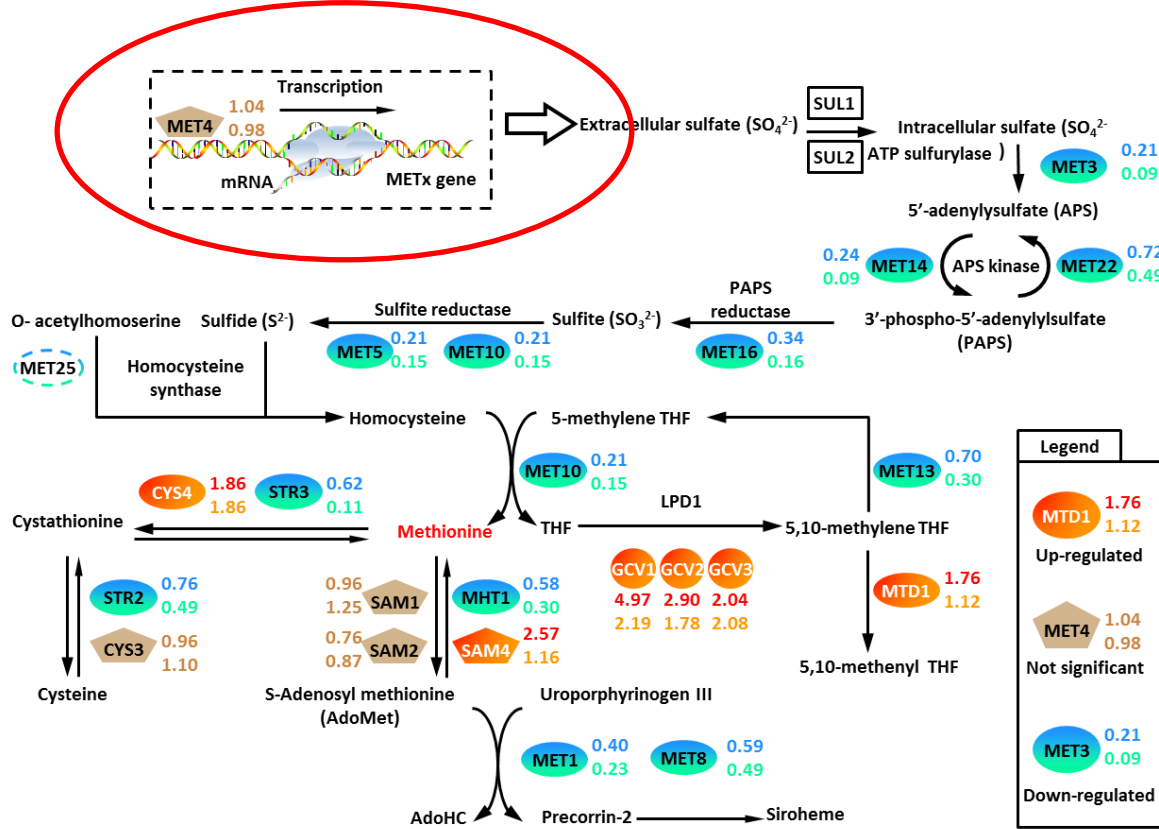 Transcription
MET4
1.04
0.98
mRNA
METx gene
Extracellular sulfate (SO₄²⁻)
SUL1
SUL2
Intracellular sulfate (SO₄²⁻
ATP sulfurylase )
MET3
0.21
0.09
5′-adenylysulfate (APS)
0.24
0.09
MET14
APS kinase
MET22
0.72
0.49
3′-phospho-5′-adenylylsulfate
(PAPS)
PAPS
reductase
MET16
0.34
0.16
Sulfite (SO₃²⁻)
Sulfite reductase
MET5
0.21
0.15
MET10
0.21
0.15
O- acetylhomoserine
Sulfide (S²⁻)
MET25
Homocysteine
synthase
Homocysteine
5-methylene THF
MET10
0.21
0.15
MET13
0.70
0.30
CYS4
1.86
1.86
STR3
0.62
0.11
Cystathionine
Methionine
THF
LPD1
5,10-methylene THF
GCV1
GCV2
GCV3
4.97
2.90
2.04
2.19
1.78
2.08
MTD1
1.76
1.12
5,10-methenyl THF
STR2
0.76
0.49
CYS3
0.96
1.10
Cysteine
0.96
1.25
SAM1
0.76
0.87
SAM2
MHT1
0.58
0.30
SAM4
2.57
1.16
S-Adenosyl methionine
(AdoMet)
Uroporphyrinogen III
MET1
0.40
0.23
MET8
0.59
0.49
AdoHC
Precorrin-2
Siroheme
Legend
MTD1
1.76
1.12
Up-regulated
MET4
1.04
0.98
Not significant
MET3
0.21
0.09
Down-regulated